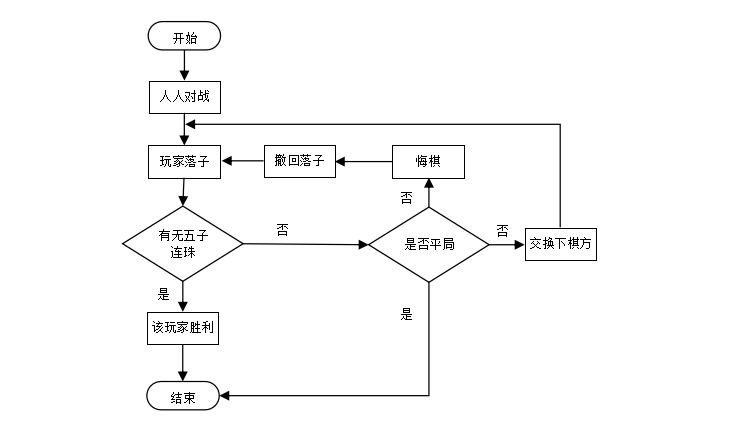 开始
人人对战
玩家落子
撤回落子
悔棋
否
有无五子
连珠
否
是否平局
否
交换下棋方
是
该玩家胜利
是
结束